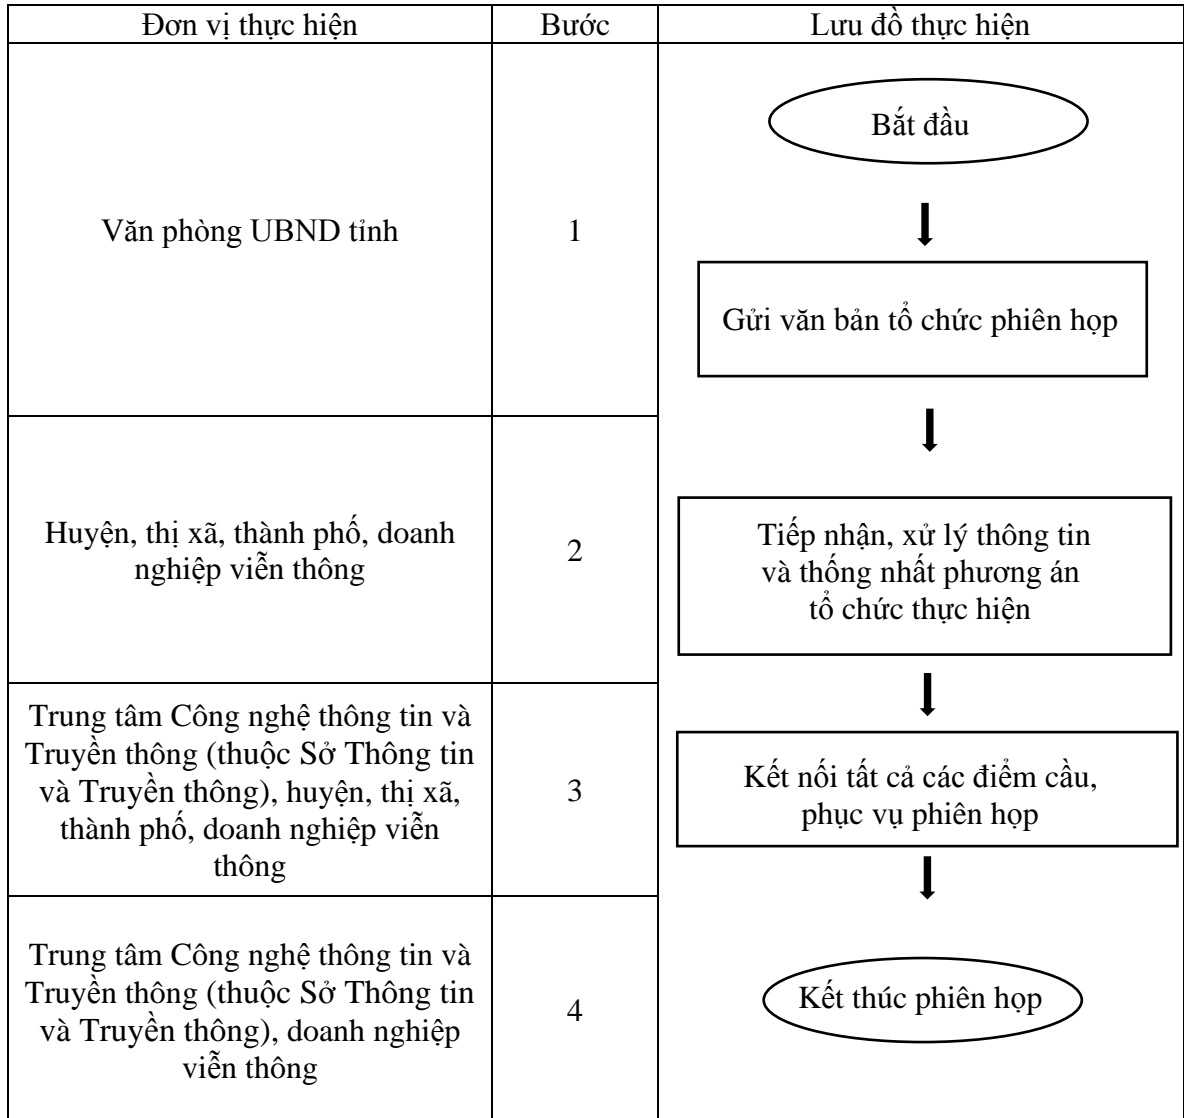 Đơn vị thực hiện Bước Lưu đồ thực hiện
Văn phòng UBND tỉnh
1
Bắt đầu
Gửi văn bản tổ chức phiên họp
Huyện, thị xã, thành phố, doanh
nghiệp viễn thông
2
Tiếp nhận, xử lý thông tin
và thống nhất phương án
tổ chức thực hiện
Trung tâm Công nghệ thông tin và
Truyền thông (thuộc Sở Thông tin
và Truyền thông), huyện, thị xã,
thành phố, doanh nghiệp viễn
thông
3
Kết nối tất cả các điểm cầu,
phục vụ phiên họp
Trung tâm Công nghệ thông tin và
Truyền thông (thuộc Sở Thông tin
và Truyền thông), doanh nghiệp
viễn thông
4
Kết thúc phiên họp